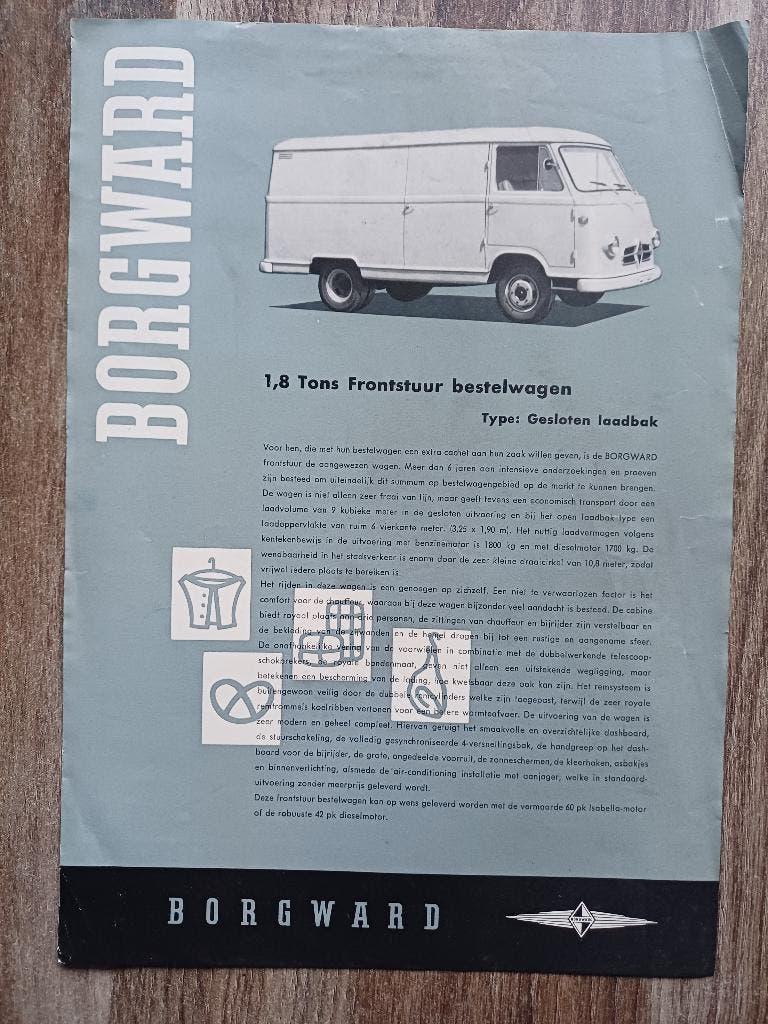 BORGWARD
1,8 Tons Frontstuur bestelwagen
Type: Gesloten laadbak
Voor hen, die met hun bestelwagen een extra cachet aan hun zaak willen geven, is de BORGWARD
frontstuur de aangewezen wagen. Meer dan 6 jaren aan intensieve onderzoekingen en proeven
zijn besteed om uiteindelijk dit summum op bestelwagengebied op de markt te kunnen brengen.
De wagen is niet alleen zeer fraai van lijn, maar geeft tevens een economisch transport door een
laadvolume van 9 kubieke meter in de gesloten uitvoering en bij het open laadbak type een
laadoppervlakte van ruim 6 vierkante meter. (3,25 x 1,90 m). Het nuttig laadvermogen volgens
kentekenbewijs in de uitvoering met benzinemotor is 1800 kg en met dieselmotor 1700 kg. De
wendbaarheid in het stadsverkeer is enorm door de zeer kleine draaicirkel van 10,8 meter, zodat
vrijwel iedere plaats te bereiken is.
Het rijden in deze wagen is een genoegen op zichzelf. Een niet te verwaarlozen factor is het
comfort voor de chauffeur, waaraan bij deze wagen bijzonder veel aandacht is besteed. De cabine
biedt royaal plaats aan drie personen, de zittingen van chauffeur en bijrijder zijn verstelbaar en
de bekleding van de zijwanden en de hemel dragen bij tot een rustige en aangename sfeer.
De onafhankelijke vering van de voorwielen in combinatie met de dubbelwerkende telescoop-
schokbrekers, de royale bandenmaat, geven niet alleen een uitstekende wegligging, maar
betekenen een bescherming van de lading, hoe kwetsbaar deze ook kan zijn. Het remsysteem is
buitengewoon veilig door de dubbele remcylinders welke zijn toegepast, terwijl de zeer royale
remtrommels koelribben vertonen voor een betere warmteafvoer. De uitvoering van de wagen is
zeer modern en geheel compleet. Hiervan getuigt het smaakvolle en overzichtelijke dashboard,
de stuurschakeling, de volledig gesynchroniseerde 4-versnellingsbak, de handgreep op het dash-
board voor de bijrijder, de grote, ongedeelde voorruit, de zonneschermen, de kleerhaken, asbakjes
en binnenverlichting, alsmede de air-conditioning installatie met aanjager, welke in standaard-
uitvoering zonder meerprijs geleverd wordt.
Deze frontstuur bestelwagen kan op wens geleverd worden met de vermaarde 60 pk Isabella-motor
of de robuuste 42 pk dieselmotor.
BORGWARD
BORGWARD